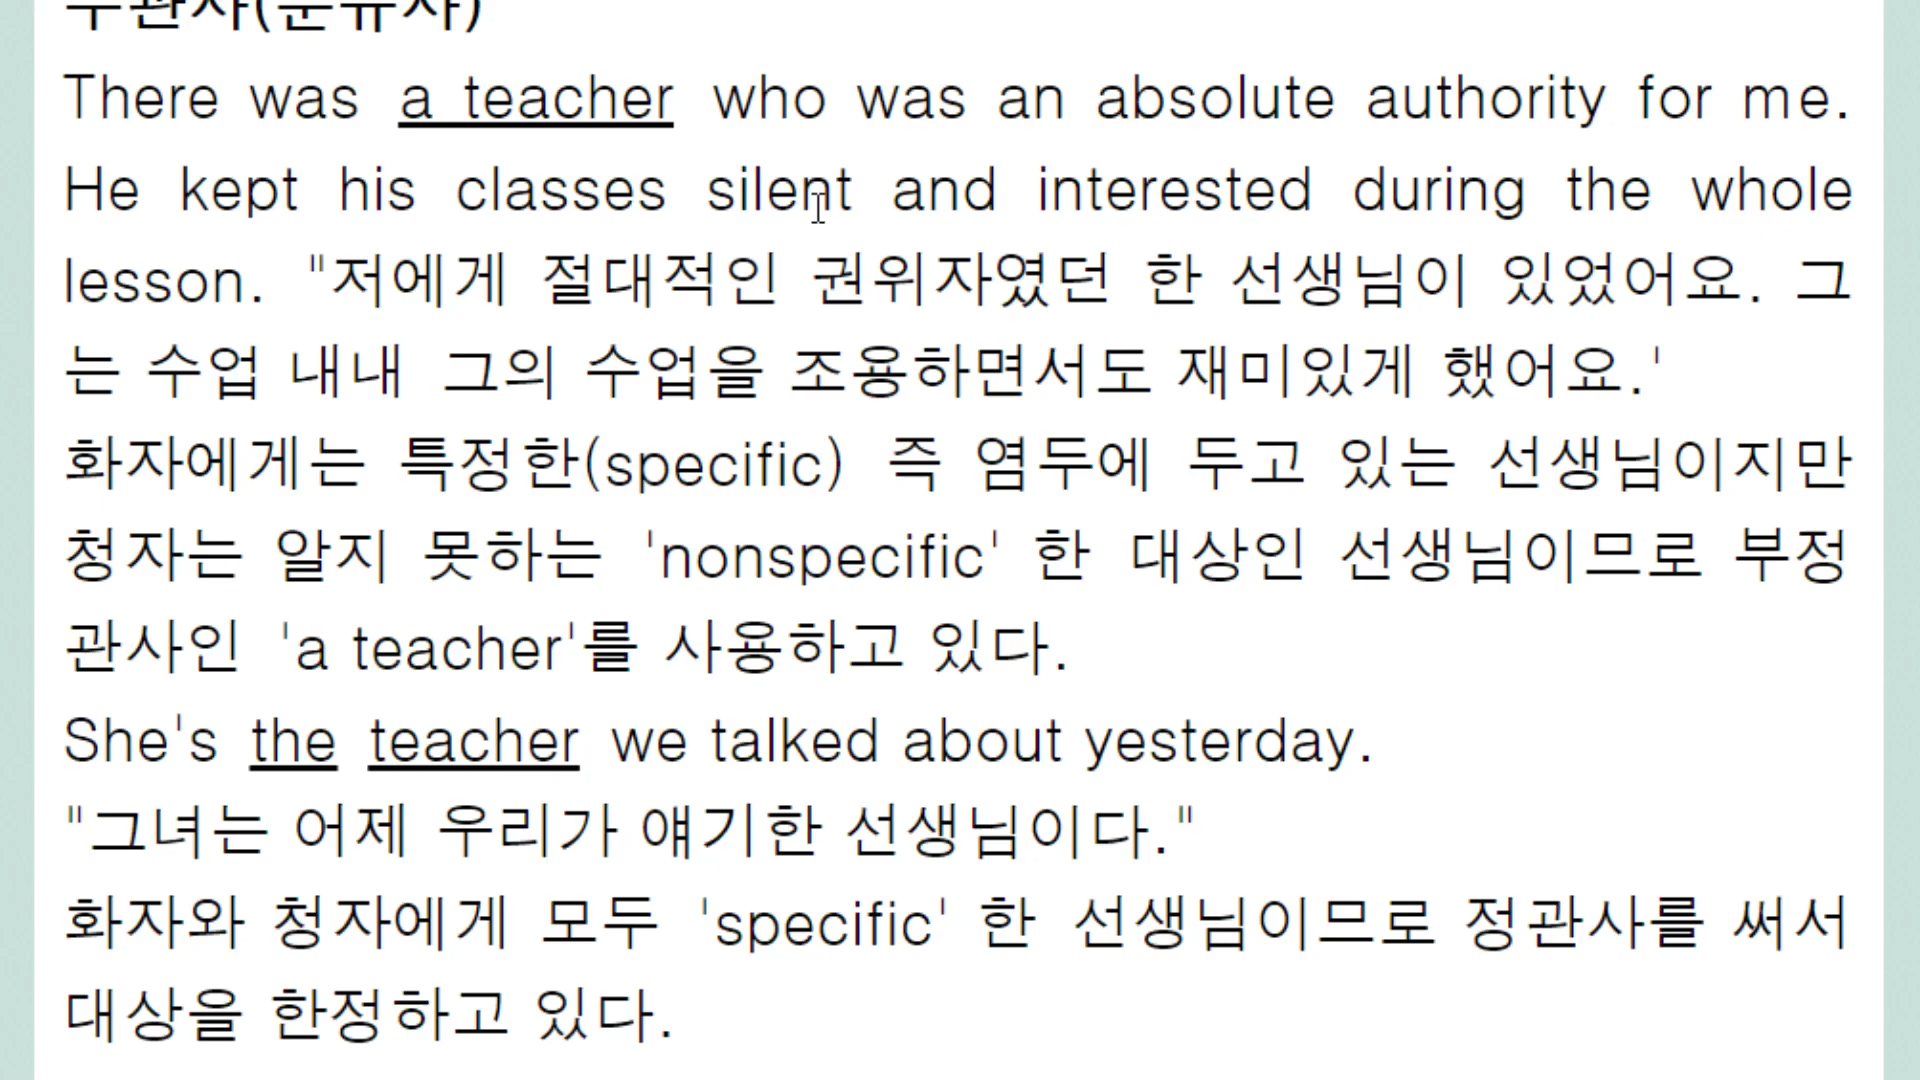 There was a teacher who was an absolute authority for me.
He kept his classes silent and interested during the whole
lesson. "저에게 절대적인 권위자였던 한 선생님이 있었어요. 그
는 수업 내내 그의 수업을 조용하면서도 재미있게 했어요.'
화자에게는 특정한(specific) 즉 염두에 두고 있는 선생님이지만
청자는 알지 못하는 'nonspecific' 한 대상인 선생님이므로 부정
관사인 'a teacher'를 사용하고 있다.
She's the teacher we talked about yesterday.
"그녀는 어제 우리가 얘기한 선생님이다."
화자와 청자에게 모두 'specific' 한 선생님이므로 정관사를 써서
대상을 한정하고 있다.